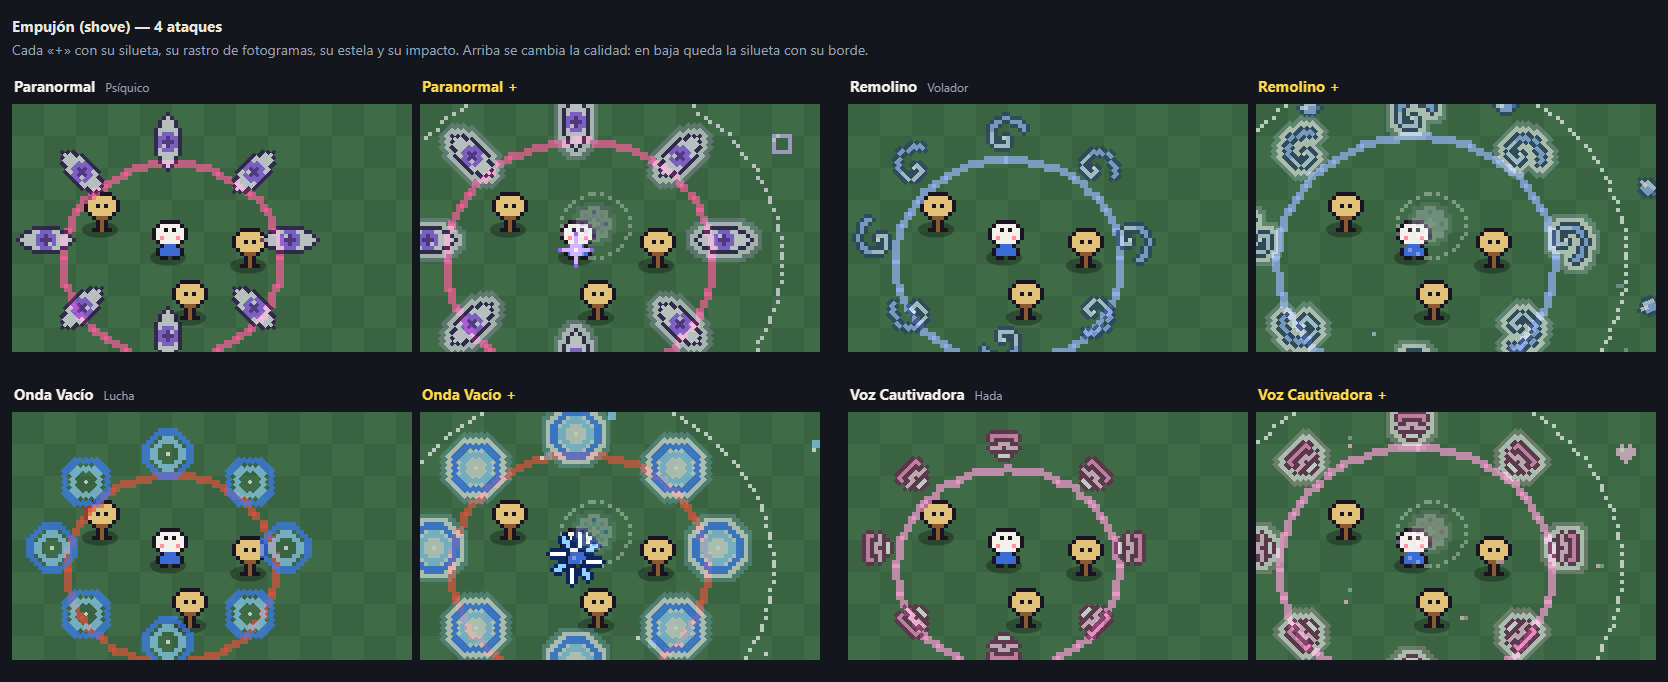 Empujón (shove) — 4 ataques
Cada «+» con su silueta, su rastro de fotogramas, su estela y su impacto. Arriba se cambia la calidad: en baja queda la silueta con su borde.
Paranormal Psíquico
Paranormal +
Remolino Volador
Remolino +
Onda Vacío Lucha
Onda Vacío +
Voz Cautivadora Hada
Voz Cautivadora +